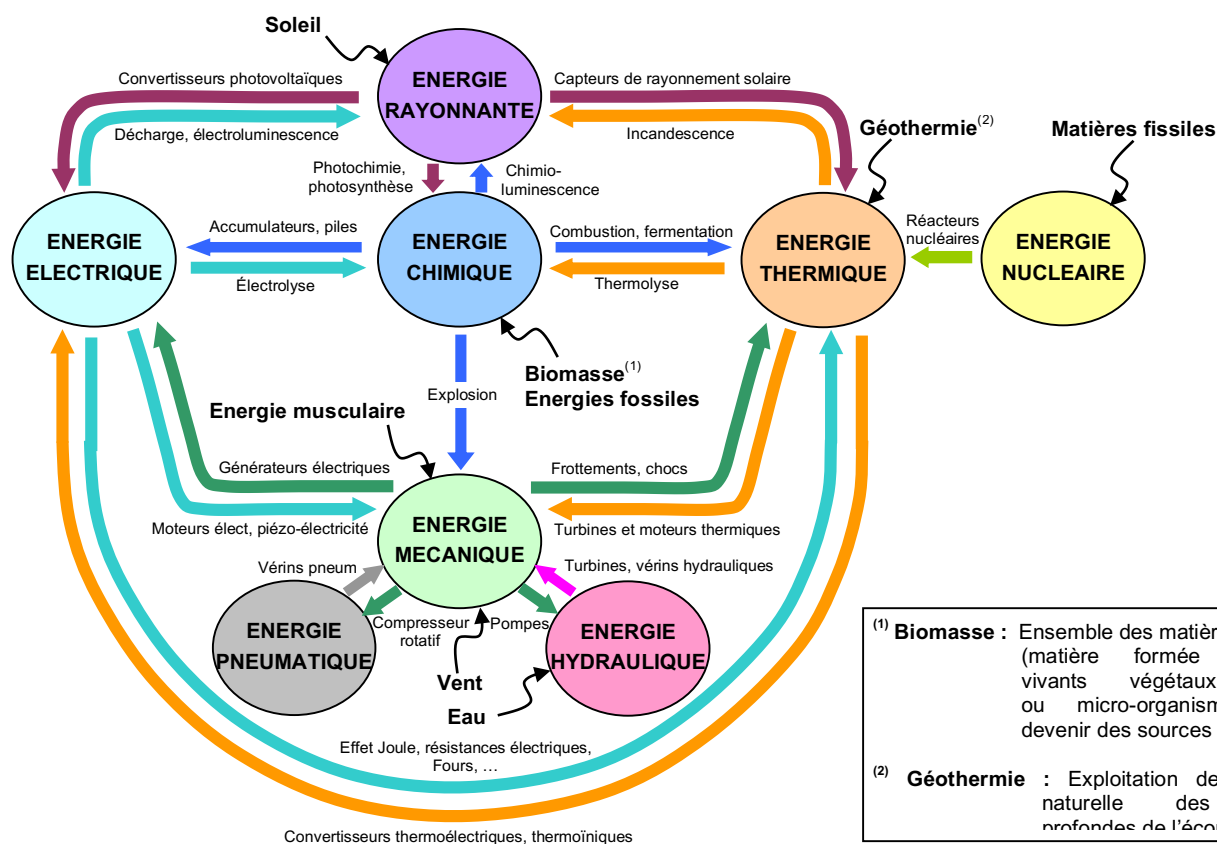 Soleil
Convertisseurs photovoltaïques
ENERGIE
RAYONNANTE
Capteurs de rayonnement solaire
Décharge, électroluminescence
Incandescence
Géothermie(2)
Matières fissiles
Photochimie,
photosynthèse
Chimio-
luminescence
ENERGIE
ELECTRIQUE
Accumulateurs, piles
Électrolyse
ENERGIE
CHIMIQUE
Combustion, fermentation
Thermolyse
ENERGIE
THERMIQUE
Réacteurs
nucléaires
ENERGIE
NUCLEAIRE
Biomasse(1)
Energies fossiles
Explosion
Energie musculaire
Générateurs électriques
Frottements, chocs
Moteurs élect, piézo-électricité
ENERGIE
MECANIQUE
Turbines et moteurs thermiques
Vérins pneum
Turbines, vérins hydrauliques
ENERGIE
PNEUMATIQUE
Compresseur
rotatif
Pompes
ENERGIE
HYDRAULIQUE
Vent
Eau
Effet Joule, résistances électriques,
Fours, …
Convertisseurs thermoélectriques, thermoïniques
(1) Biomasse : Ensemble des matièr
(matière formée
vivants végétaux
ou micro-organism
devenir des sources
(2) Géothermie : Exploitation de
naturelle des
profondes de l'écor